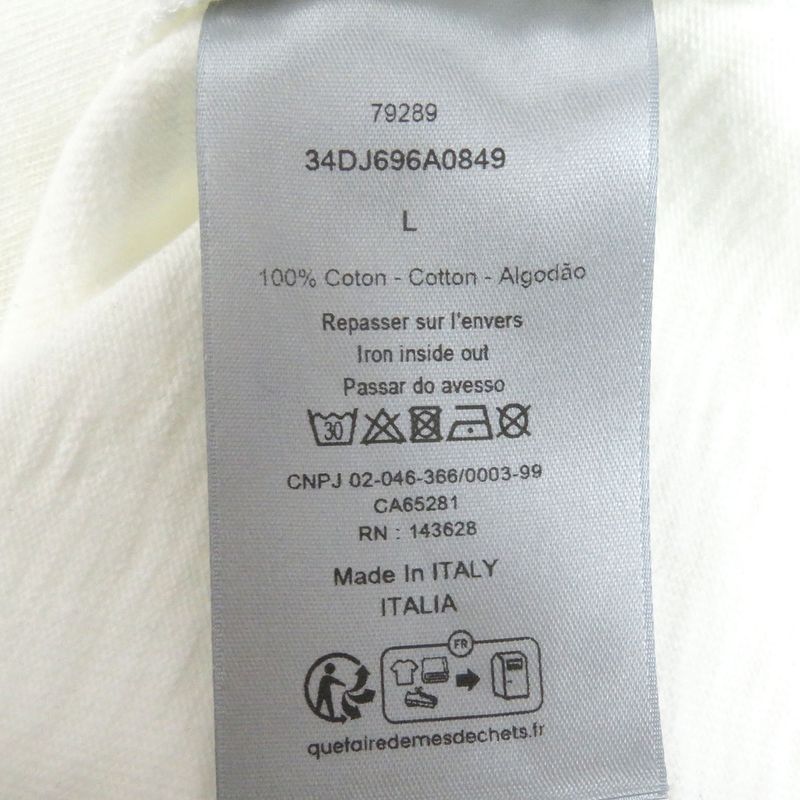 79289
34DJ696A0849
L
100% Coton - Cotton - Algodão
Repasser sur l'envers
Iron inside out
Passar do avesso
30
CNPJ 02-046-366/0003-99
CA65281
RN : 143628
Made In ITALY
ITALIA
FR
quefairedemesdechets.fr